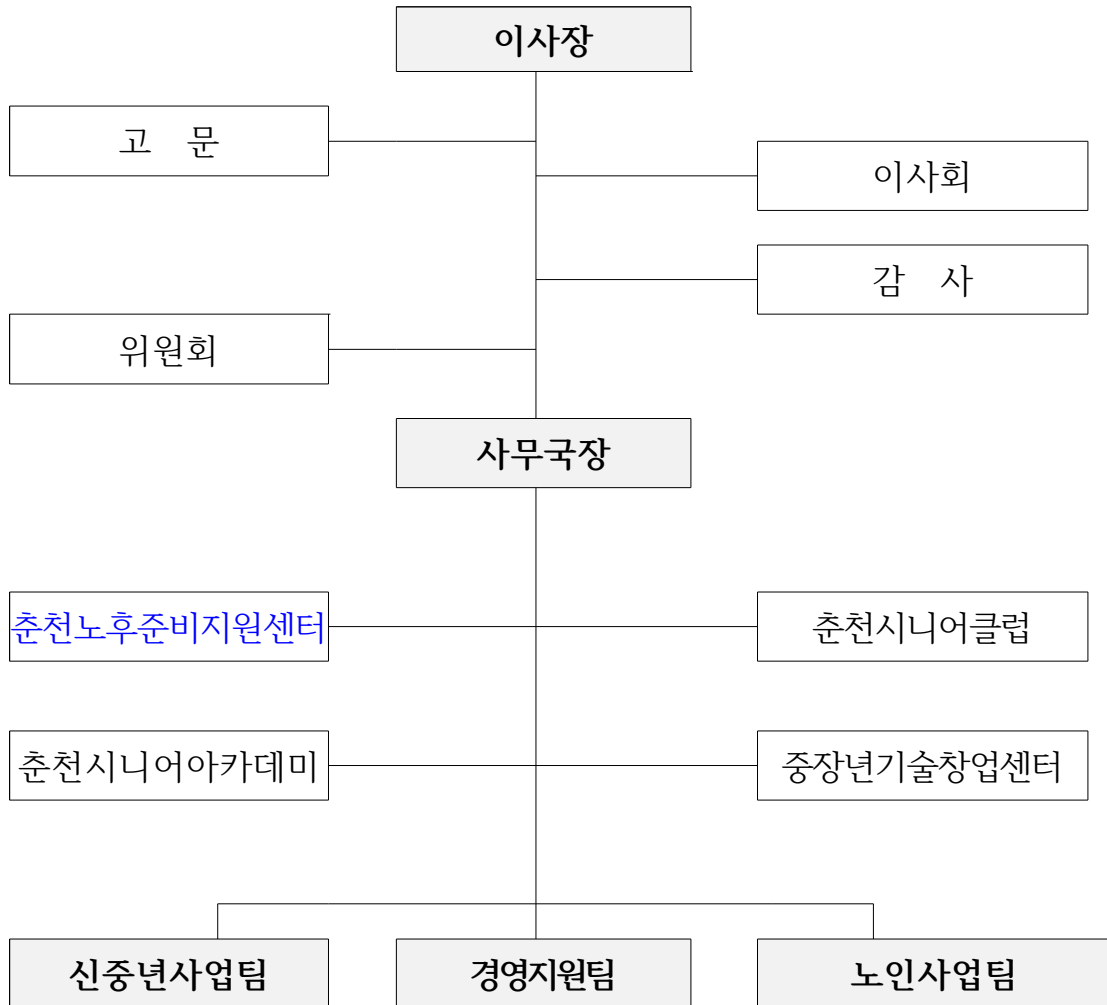 이사장
고 문
이사회
감 사
위원회
사무국장
춘천노후준비지원센터
춘천시니어클럽
춘천시니어아카데미
중장년기술창업센터
신중년사업팀
경영지원팀
노인사업팀